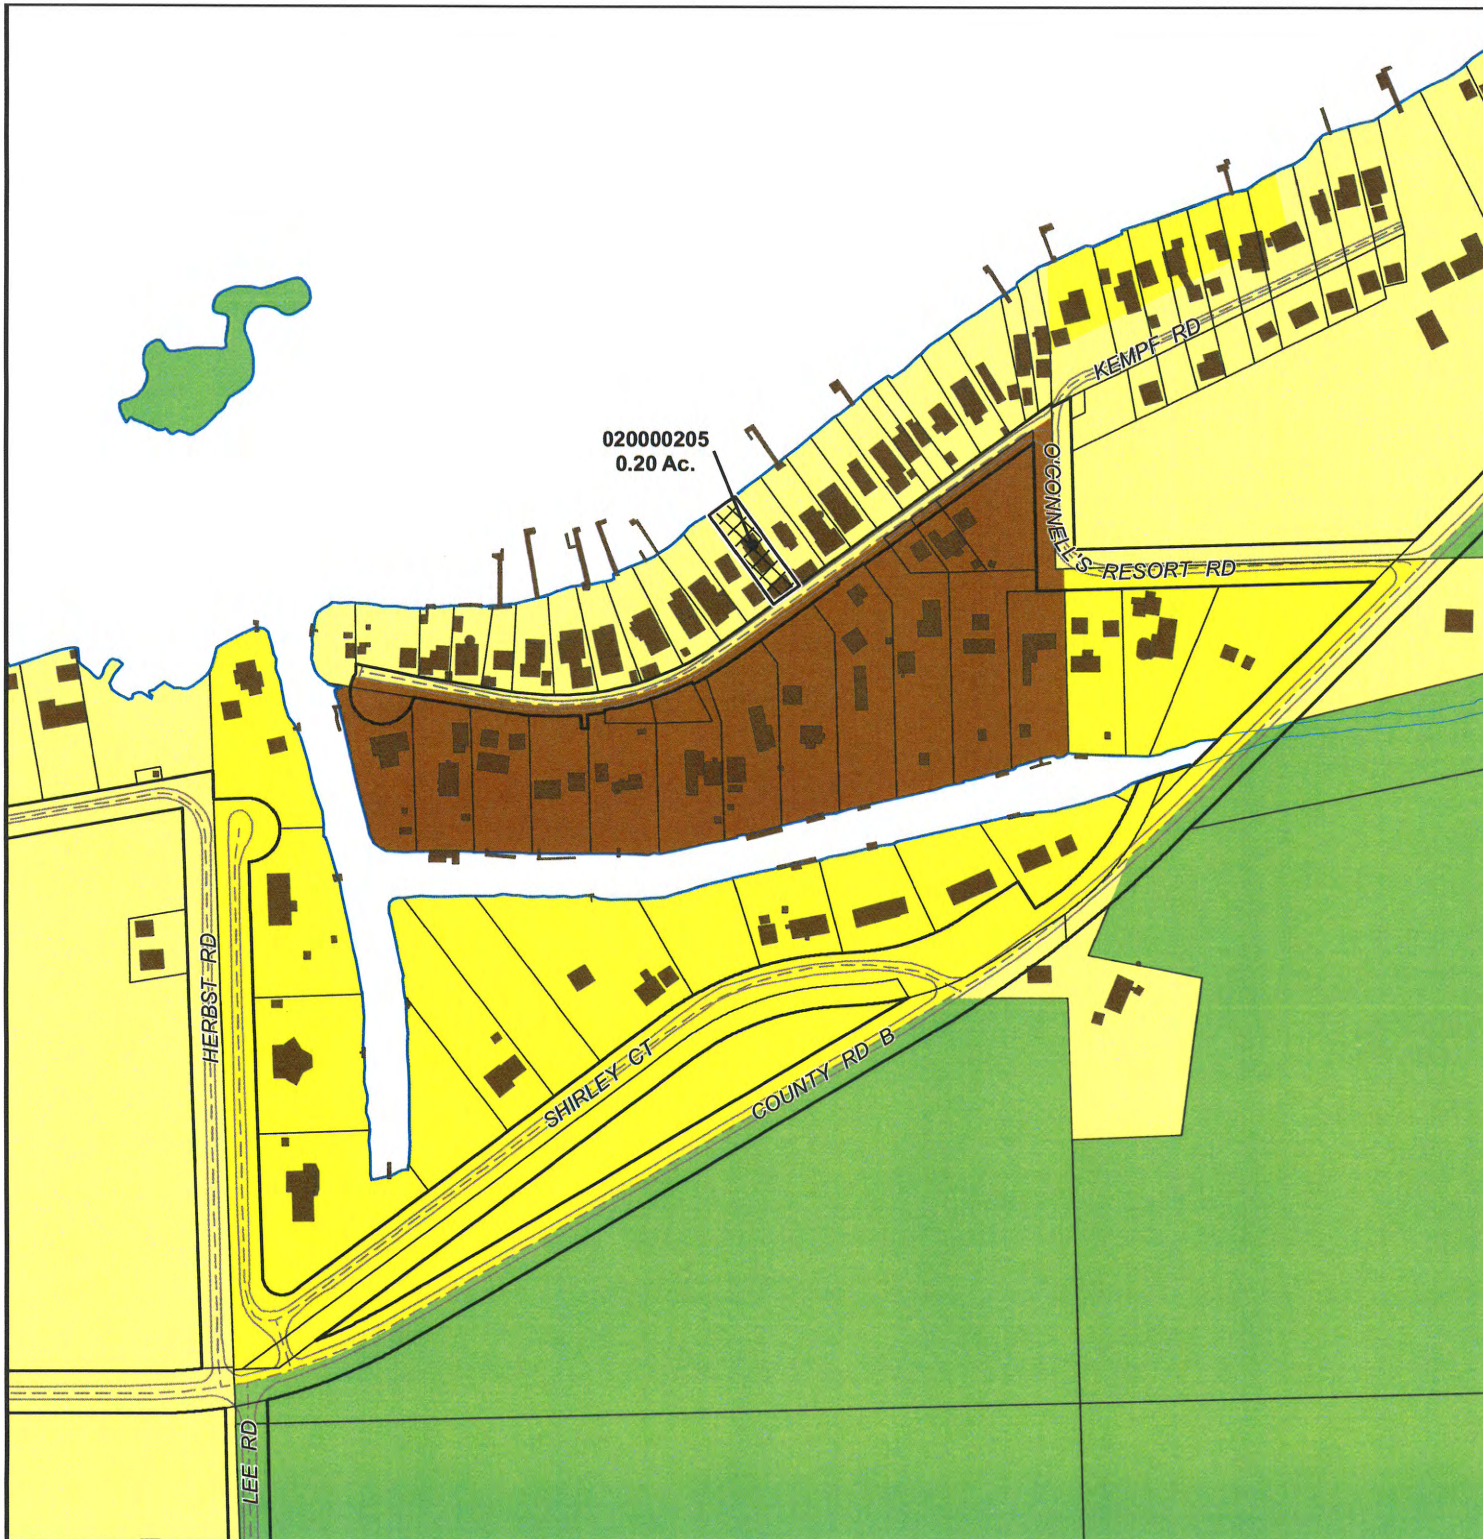 KEMPF RD
020000205
0.20 Ac.
O'CONNELL'S RESORT RD
HERBST RD
SHIRLEY CT
COUNTY RD B
LEE RD